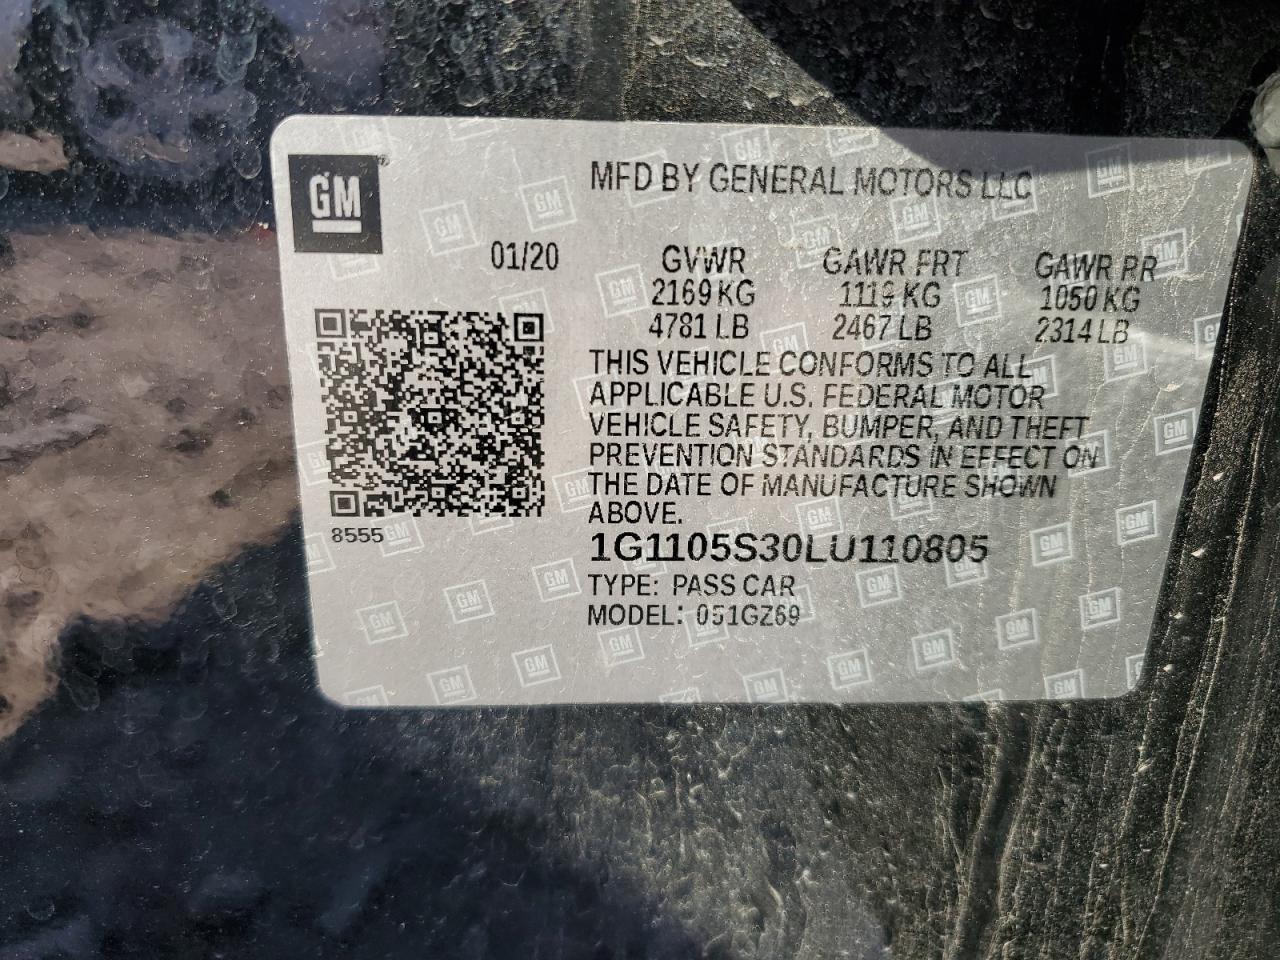 GM
MFD BY GENERAL MOTORS LLC
01/20 GVWR GAWR FRT GAWR RR
2169 KG 1119 KG 1050 KG
4781 LB 2467 LB 2314 LB
THIS VEHICLE CONFORMS TO ALL
APPLICABLE U.S. FEDERAL MOTOR
VEHICLE SAFETY, BUMPER, AND THEFT
PREVENTION STANDARDS IN EFFECT ON
THE DATE OF MANUFACTURE SHOWN
ABOVE.
8555
1G1105S30LU110805
TYPE: PASS CAR
MODEL: 051GZ69